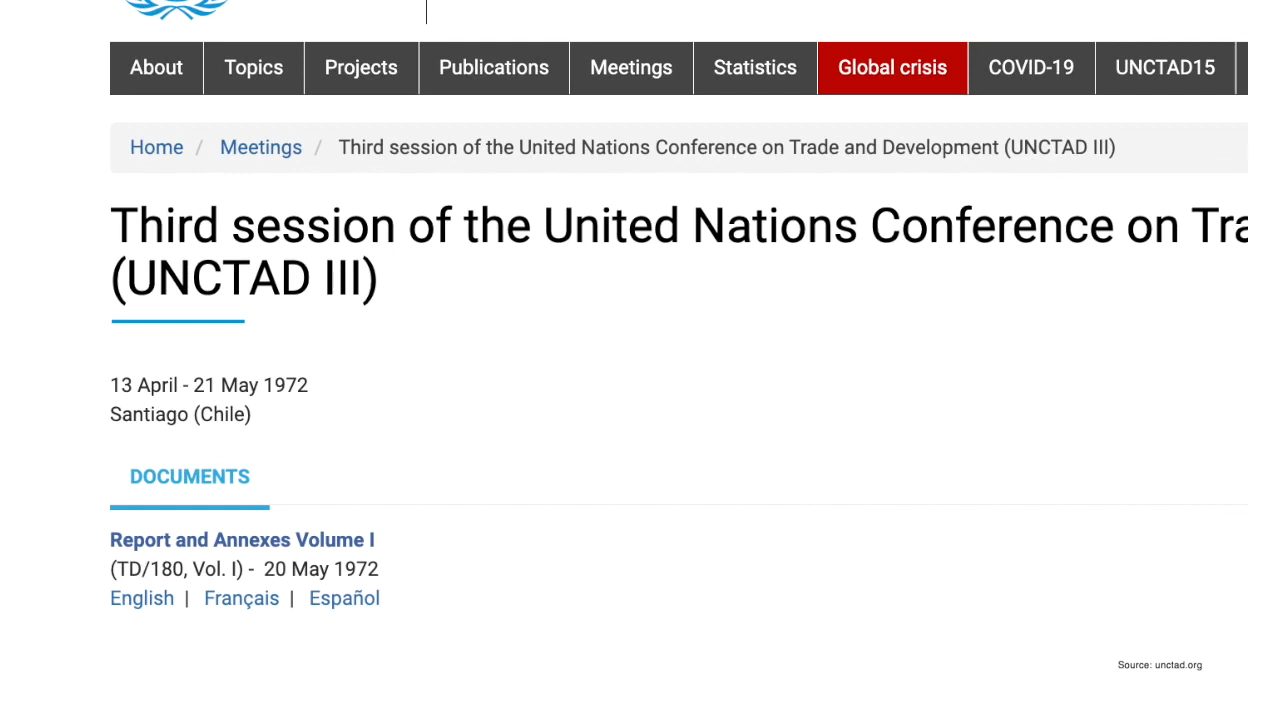 About Topics Projects Publications Meetings Statistics Global crisis COVID-19 UNCTAD15
Home / Meetings / Third session of the United Nations Conference on Trade and Development (UNCTAD III)
Third session of the United Nations Conference on
(UNCTAD III)
13 April - 21 May 1972
Santiago (Chile)
DOCUMENTS
Report and Annexes Volume I
(TD/180, Vol. I) - 20 May 1972
English | Français | Español
Source: unctad.org